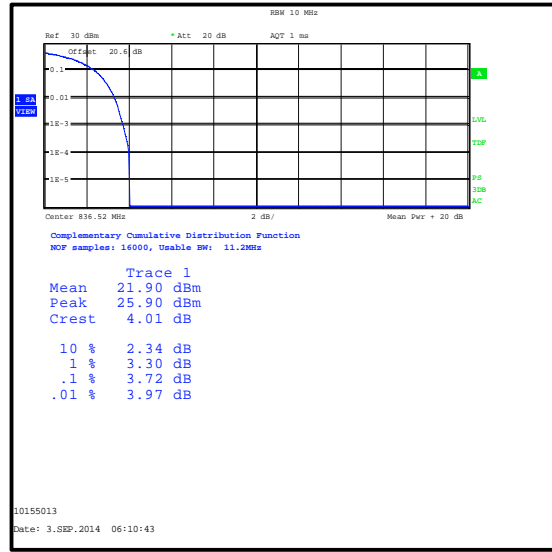 RBW 10 MHz
Ref 30 dBm * Att 20 dB AQT 1 ms
Offset 20.6 dB
0.1
A
1 SA
VIEW
0.01
1E-3
LVL
1E-4
TDF
1E-5
PS
3DB
AC
Center 836.52 MHz 2 dB/ Mean Pwr + 20 dB
Complementary Cumulative Distribution Function
NOF samples: 16000, Usable BW: 11.2MHz
Trace 1
Mean 21.90 dBm
Peak 25.90 dBm
Crest 4.01 dB
10 % 2.34 dB
1 % 3.30 dB
.1 % 3.72 dB
.01 % 3.97 dB
10155013
Date: 3.SEP.2014 06:10:43